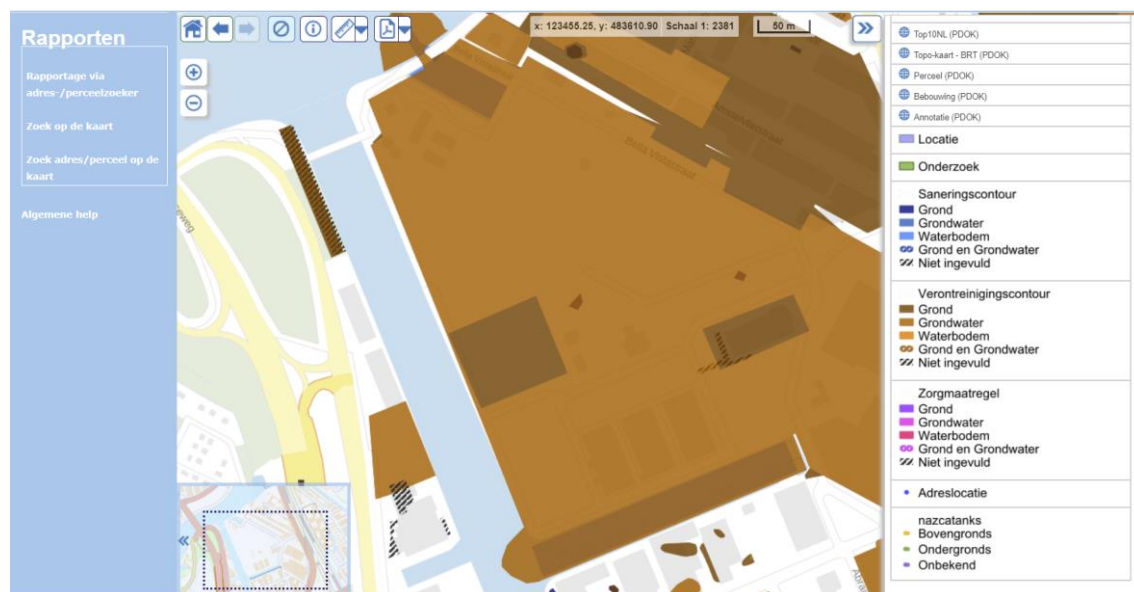 Rapporten
Rapportage via
adres-/perceelzoeker
Zoek op de kaart
Zoek adres/perceel op de
kaart
Algemene help
x: 123455.25, y: 483610.90 Schaal 1: 2381
50 m
Bella Vistastraat
Top10NL (PDOK)
Topo-kaart - BRT (PDOK)
Perceel (PDOK)
Bebouwing (PDOK)
Annotatie (PDOK)
Locatie
Onderzoek
Saneringscontour
Grond
Grondwater
Waterbodem
Grond en Grondwater
Niet ingevuld
Verontreinigingscontour
Grond
Grondwater
Waterbodem
Grond en Grondwater
Niet ingevuld
Zorgmaatregel
Grond
Grondwater
Waterbodem
Grond en Grondwater
Niet ingevuld
Adreslocatie
nazcatanks
Bovengronds
Ondergronds
Onbekend